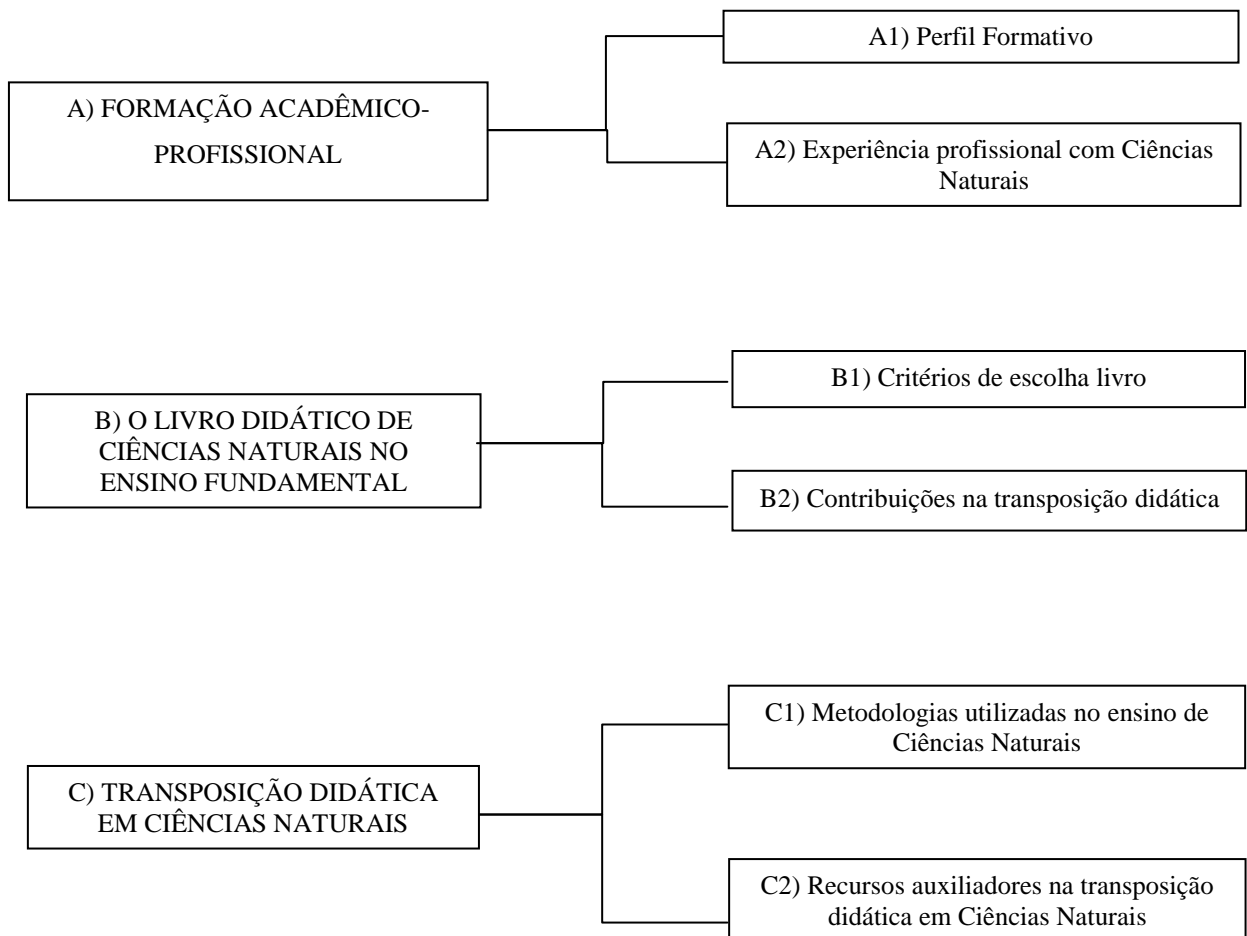 A1) Perfil Formativo
A) FORMAÇÃO ACADÊMICO-
PROFISSIONAL
A2) Experiência profissional com Ciências
Naturais
B1) Critérios de escolha livro
B) O LIVRO DIDÁTICO DE
CIÊNCIAS NATURAIS NO
ENSINO FUNDAMENTAL
B2) Contribuições na transposição didática
C1) Metodologias utilizadas no ensino de
Ciências Naturais
C) TRANSPOSIÇÃO DIDÁTICA
EM CIÊNCIAS NATURAIS
C2) Recursos auxiliadores na transposição
didática em Ciências Naturais